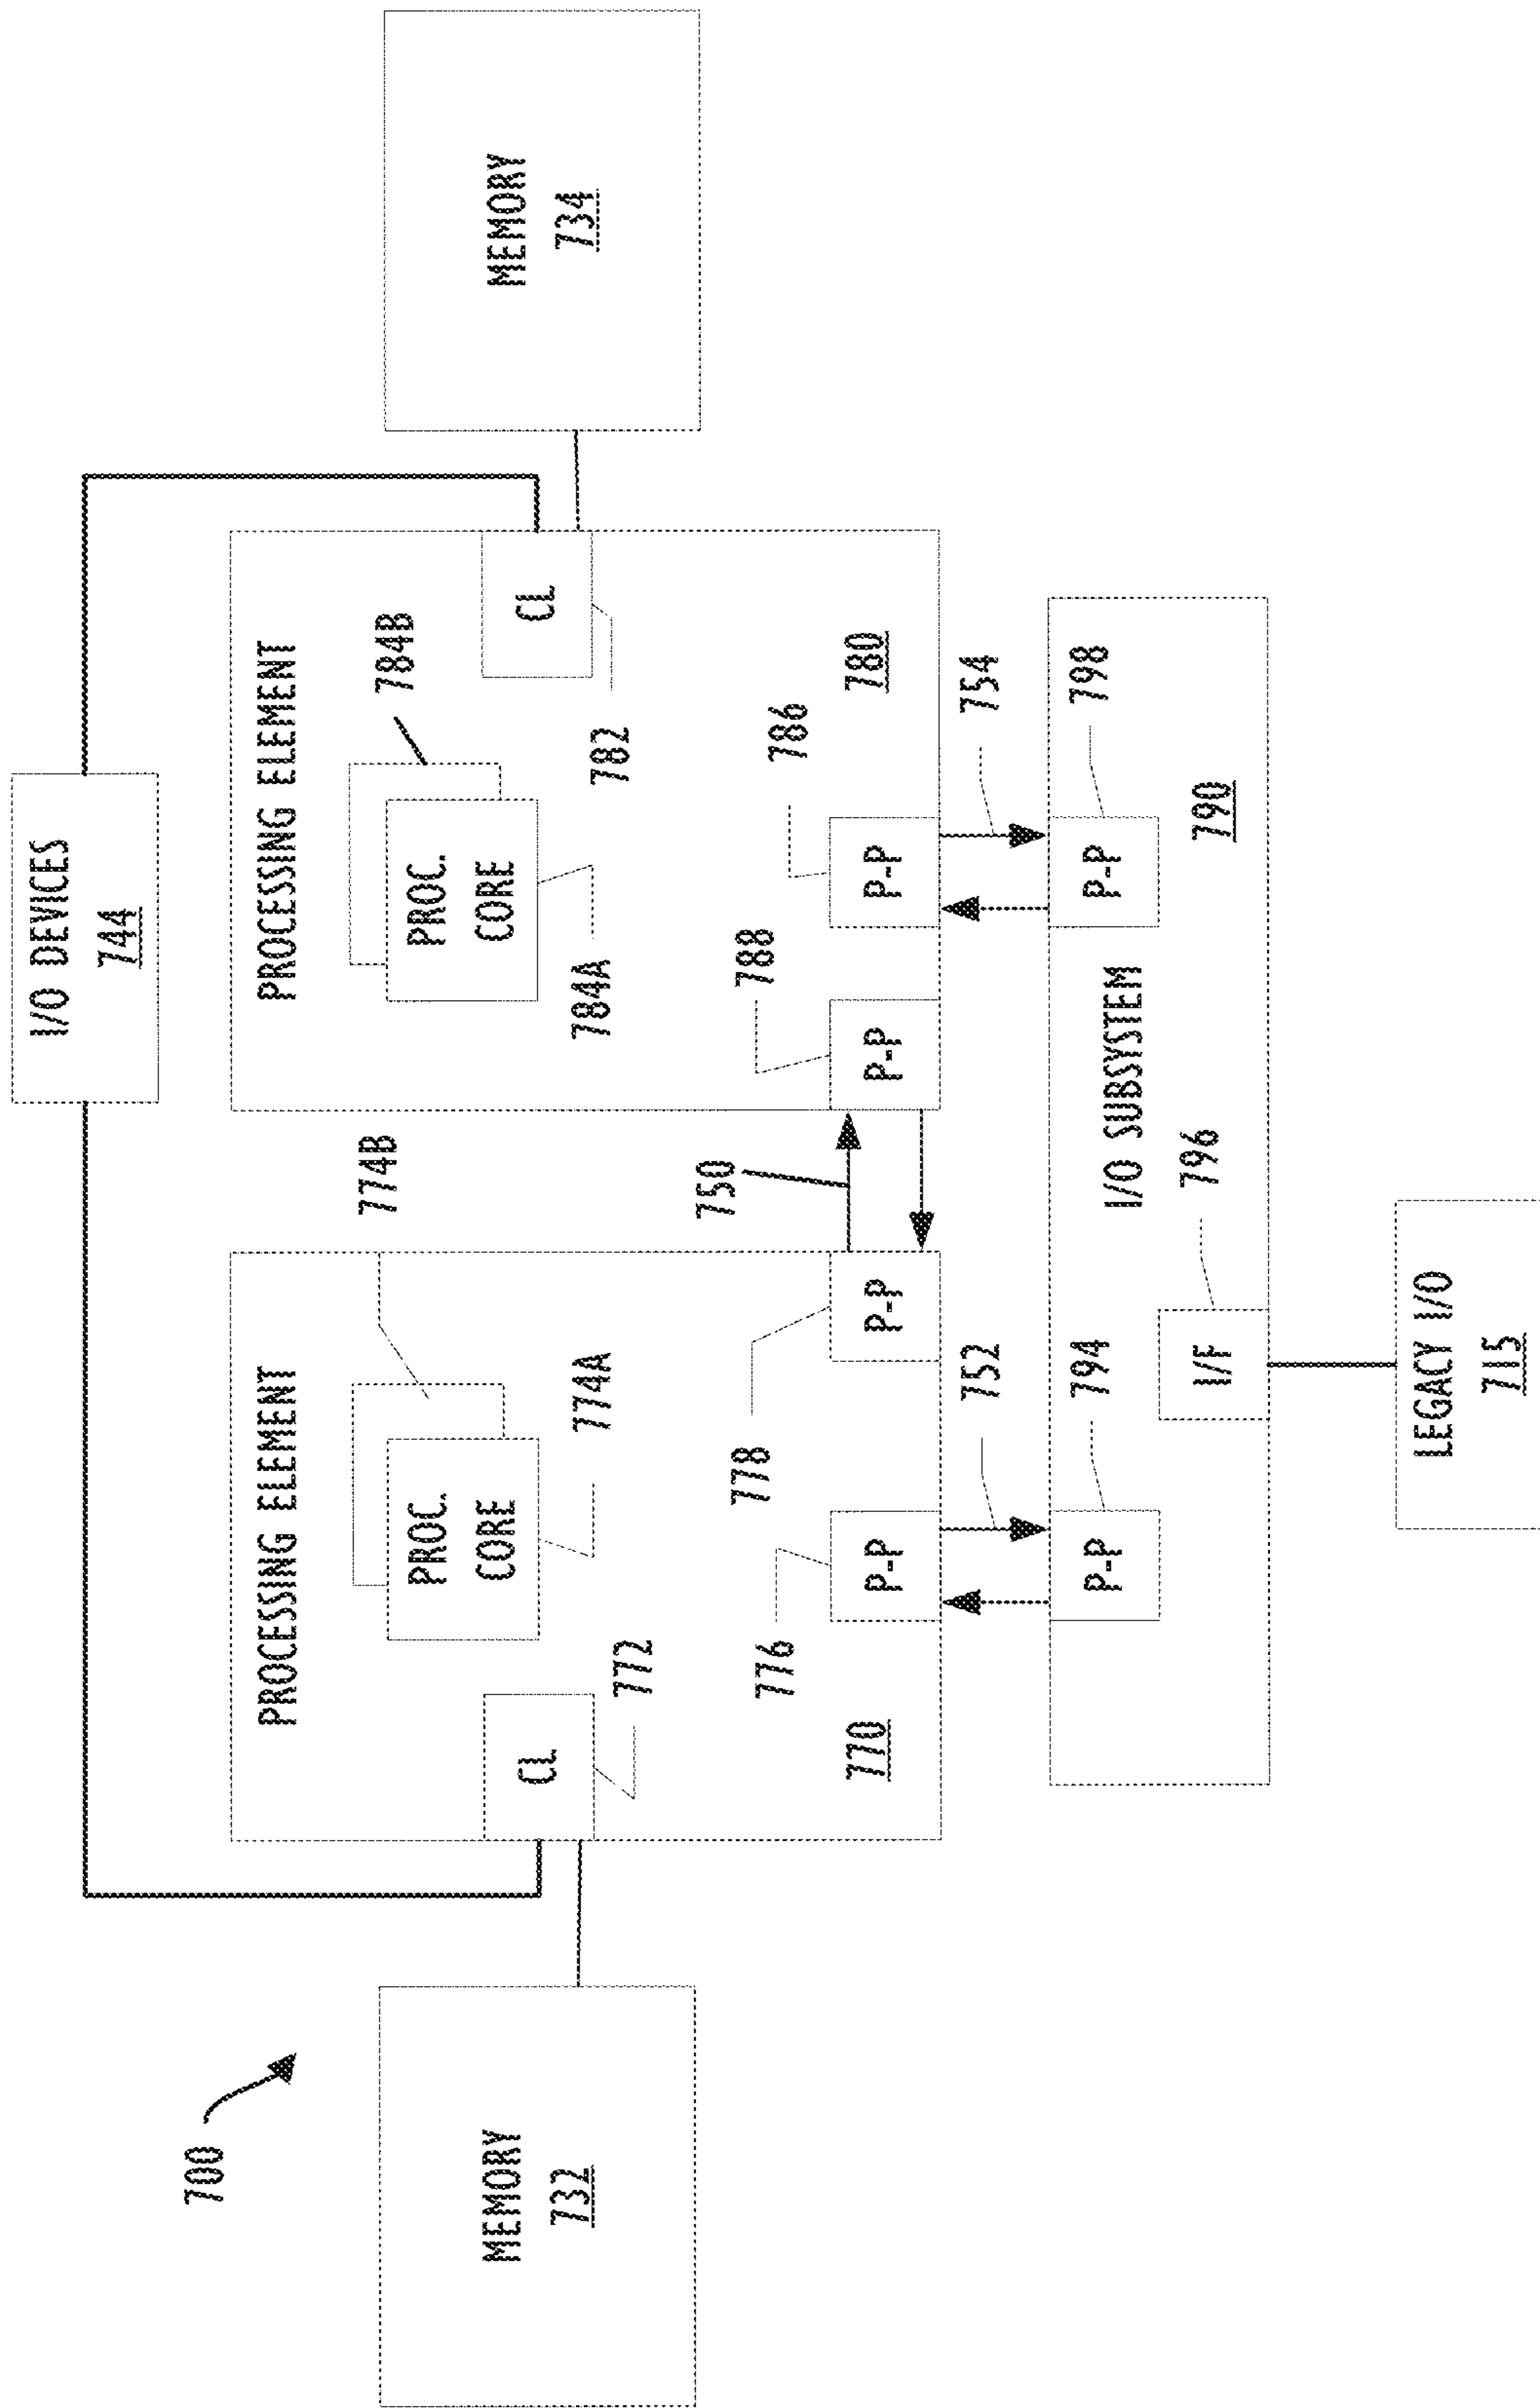 700
I/O DEVICES
744
MEMORY
732
PROCESSING ELEMENT
774B
PROC.
CORE
774A
CL
772
776
778
P-P
P-P
770
750
PROCESSING ELEMENT
784B
PROC.
CORE
784A
CL
782
788
786
P-P
P-P
780
MEMORY
734
752
754
794
P-P
I/O SUBSYSTEM
798
P-P
796
I/F
790
LEGACY I/O
715